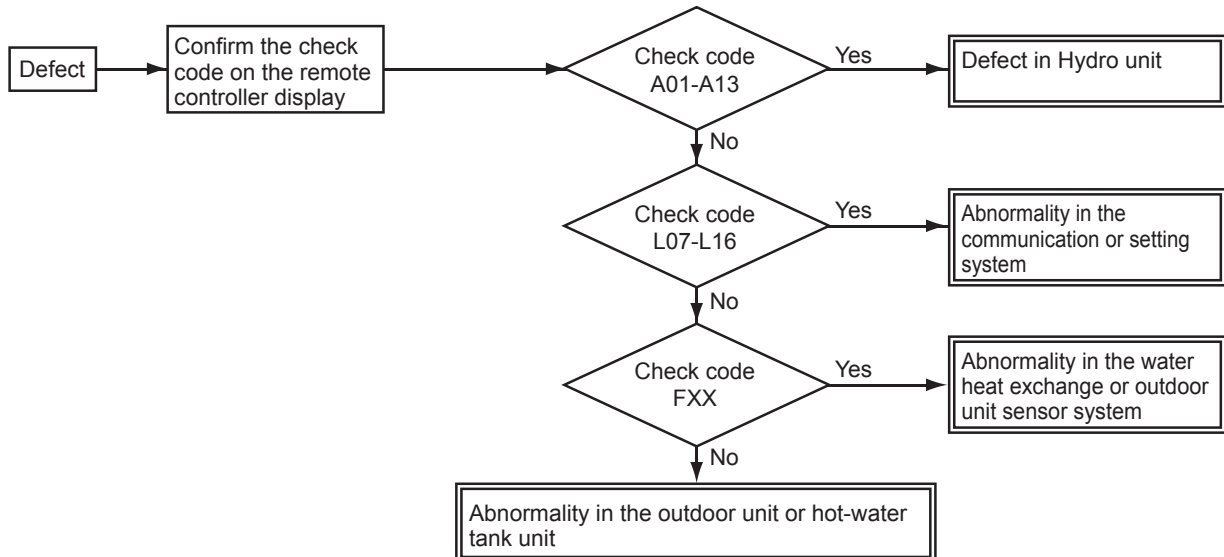 Defect
Confirm the check
code on the remote
controller display
Check code
A01-A13
Yes
Defect in Hydro unit
No
Check code
L07-L16
Yes
Abnormality in the
communication or setting
system
No
Check code
FXX
Yes
Abnormality in the water
heat exchange or outdoor
unit sensor system
No
Abnormality in the outdoor unit or hot-water
tank unit